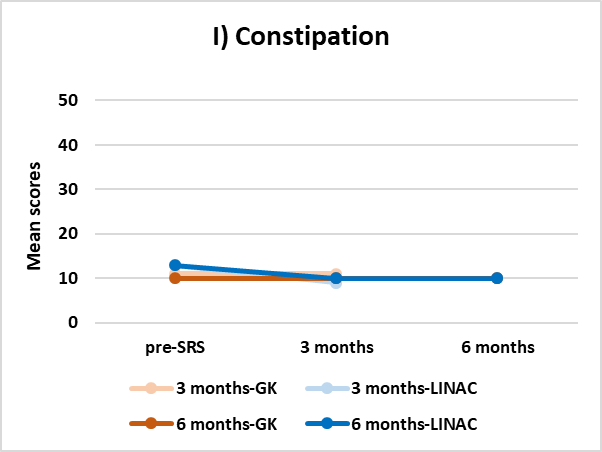 I) Constipation
Mean scores
50
40
30
20
10
0
pre-SRS 3 months 6 months
3 months-GK 3 months-LINAC
6 months-GK 6 months-LINAC